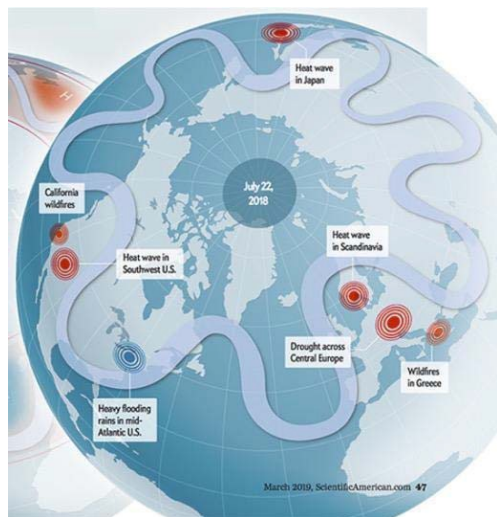 H
Heat wave
in Japan
July 22,
2018
California
wildfires
Heat wave in
Southwest U.S.
Heat wave
in Scandinavia
Drought across
Central Europe
Wildfires
in Greece
Heavy flooding
rains in mid-
Atlantic U.S.
March 2019, ScientificAmerican.com 47